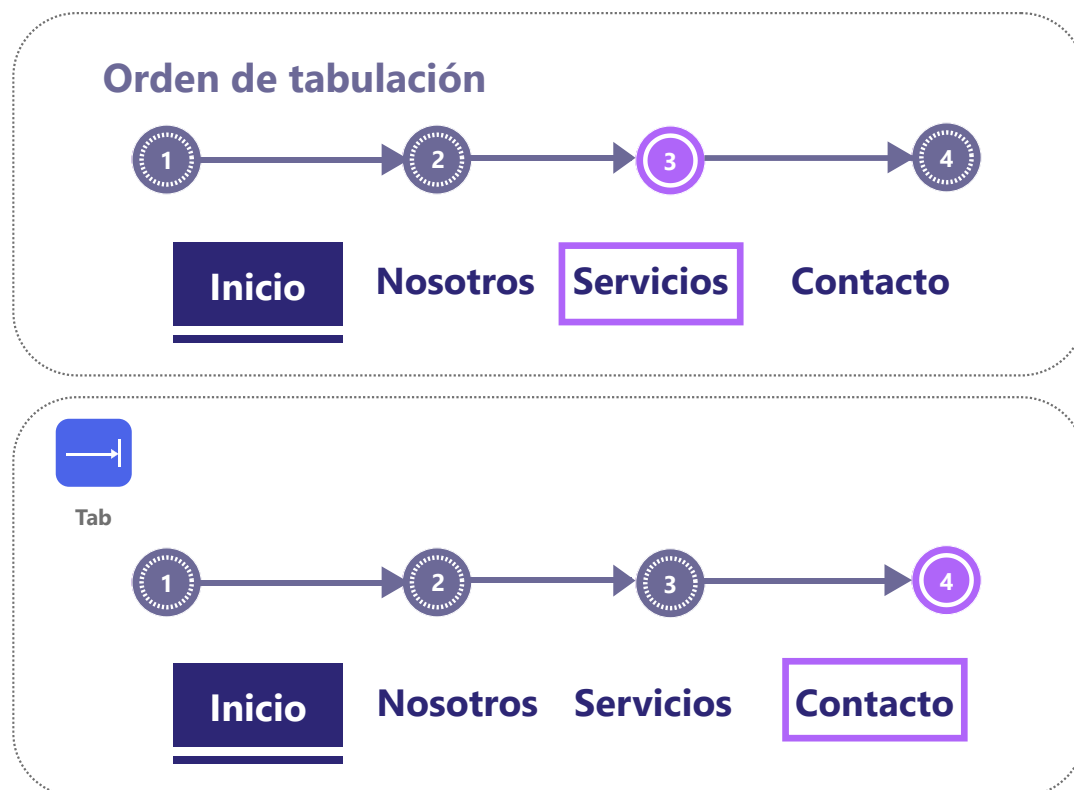 Orden de tabulación
1 2 3 4
Inicio Nosotros Servicios Contacto
Tab
1 2 3 4
Inicio Nosotros Servicios Contacto